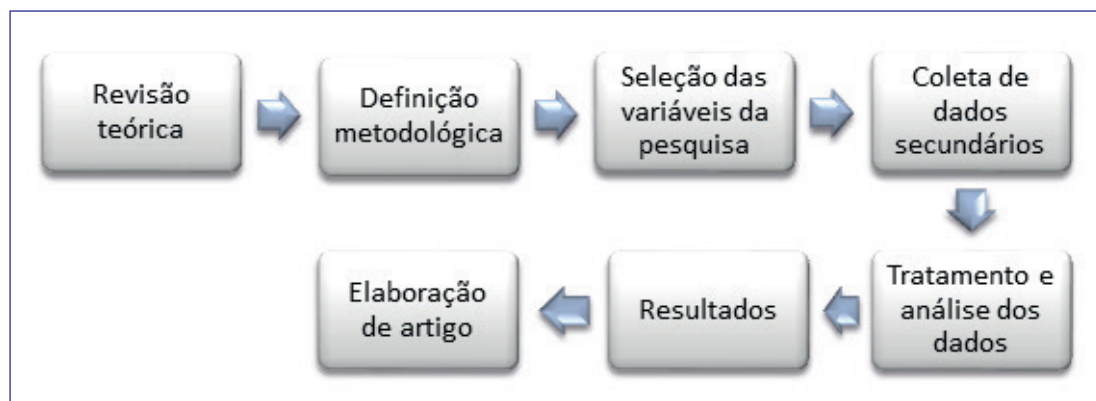 Revisão
teórica
Definição
metodológica
Seleção das
variáveis da
pesquisa
Coleta de
dados
secundários
Tratamento e
análise dos
dados
Resultados
Elaboração
de artigo